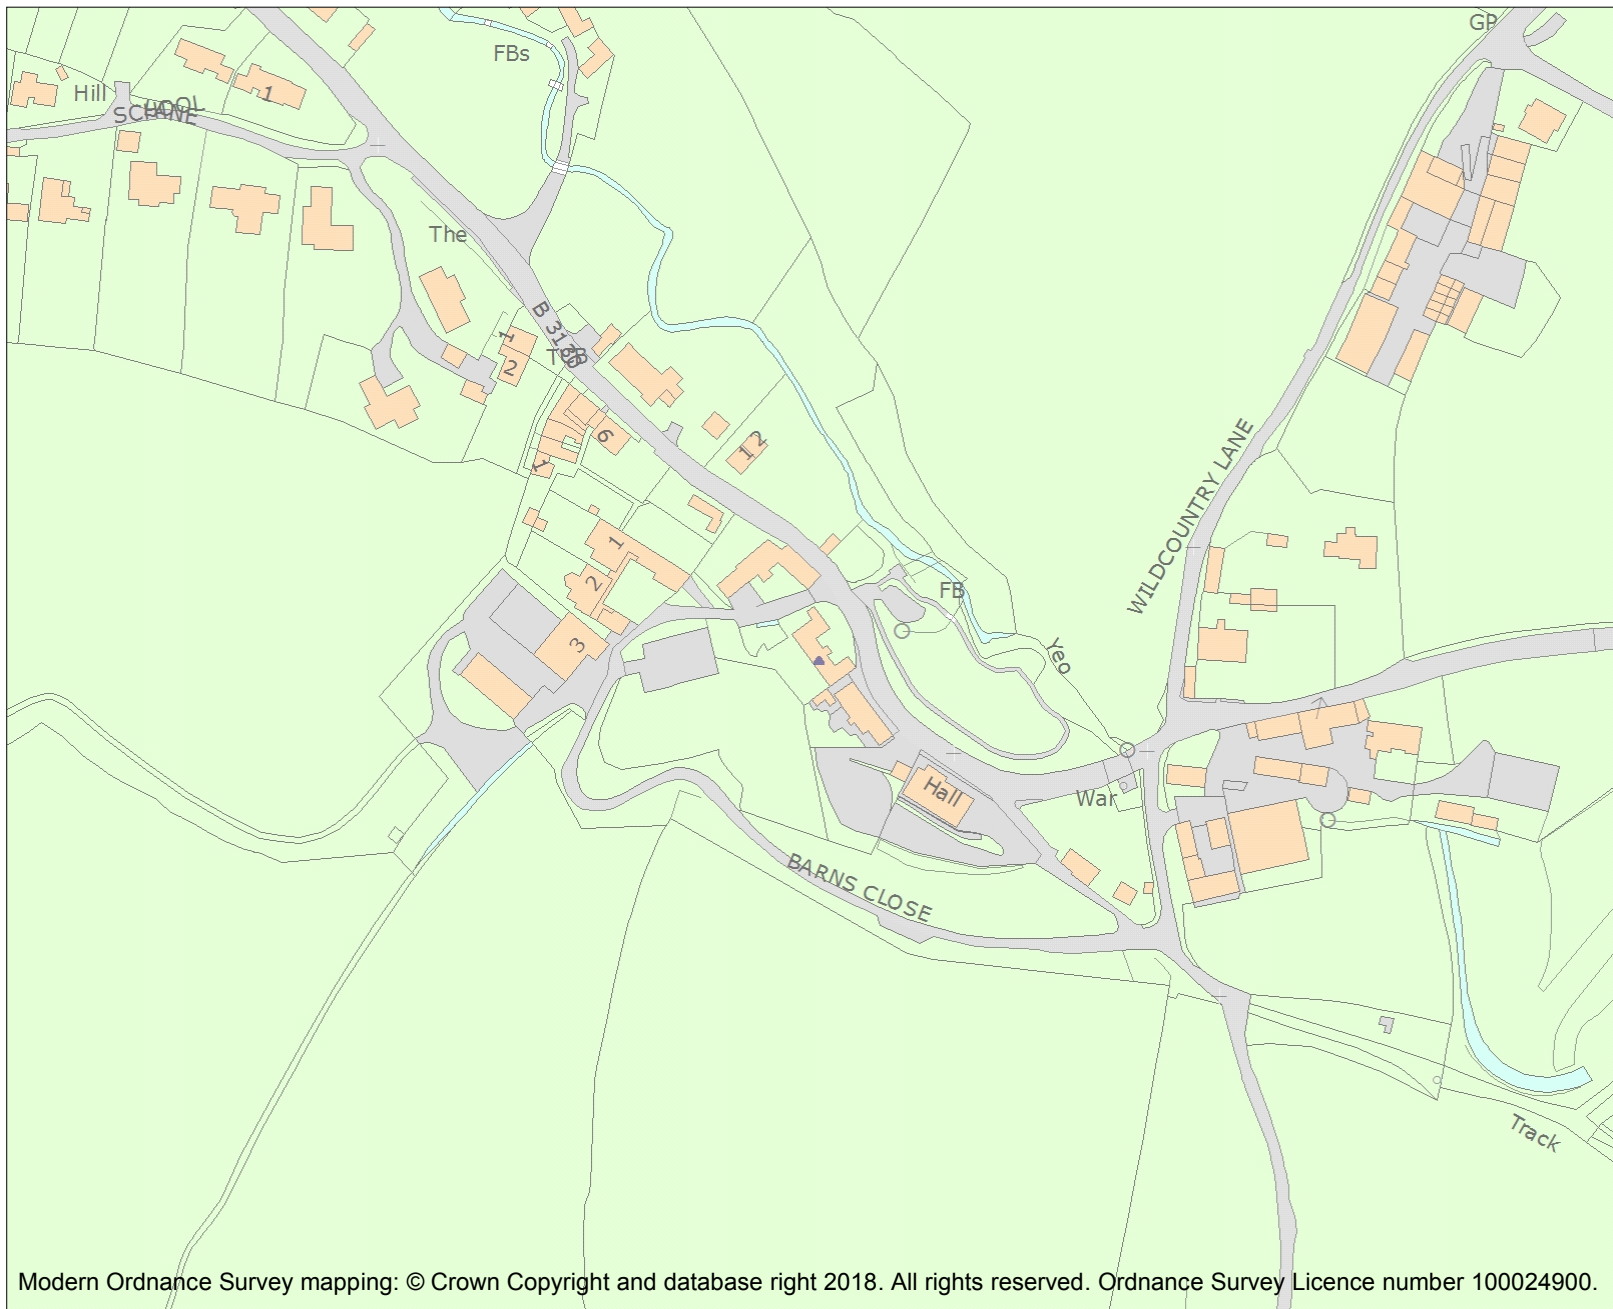 GP
FBs
Hill
SCHOOL
LANE
1
The
B 3130
TCB
1
2
6
1
1 2
1
2
3
FB
Yeo
WILDCOUNTRY LANE
Hall
War
BARNS CLOSE
Track
Modern Ordnance Survey mapping: © Crown Copyright and database right 2018. All rights reserved. Ordnance Survey Licence number 100024900.